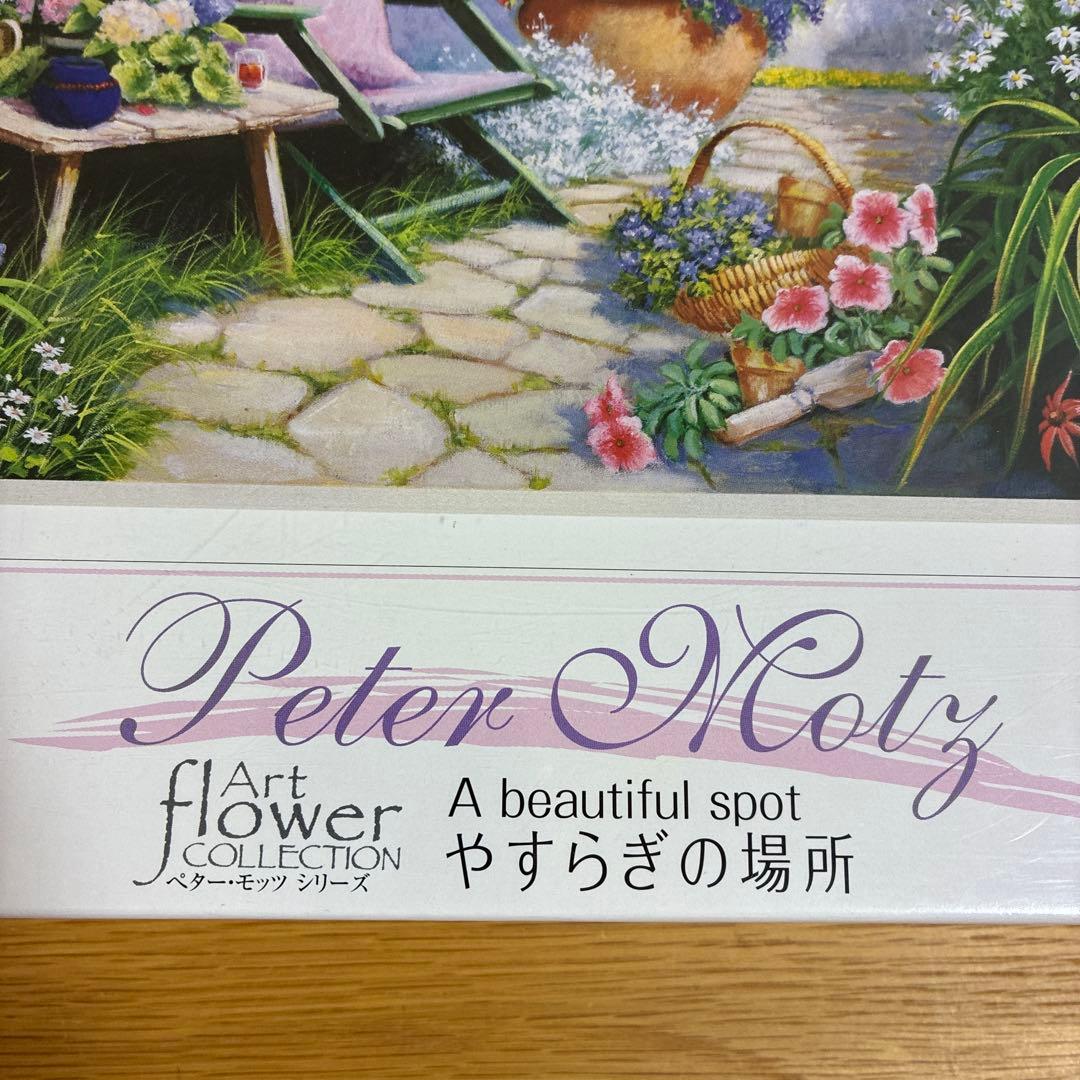 Peter Motz
Art
flower
COLLECTION
ペター・モッツ シリーズ
A beautiful spot
やすらぎの場所